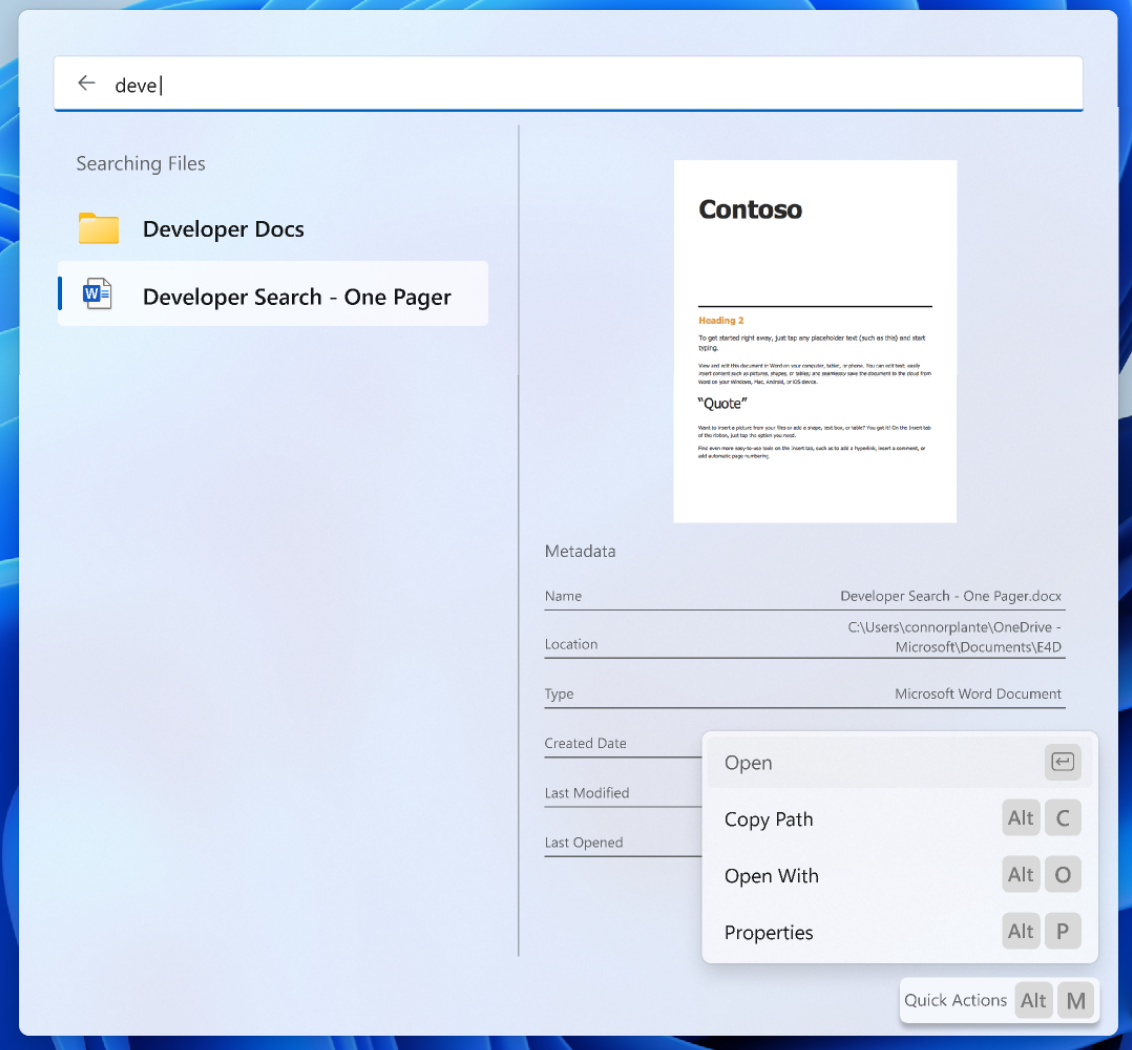 deve
Searching Files
Developer Docs
Developer Search - One Pager
Contoso
Heading 2
To get started right away, just tap any placeholder text (such as this) and start
typing.
View and edit this document in Word on your computer, tablet, or phone. You can edit text; easily
insert content such as pictures, shapes, or tables; and seamlessly save the document to the cloud from
Word on your Windows, Mac, Android, or iOS device.
“Quote”
Want to insert a picture from your files or add a shape, text box, or table? You got it! On the Insert tab
of the ribbon, just tap the option you need.
Find even more easy-to-use tools on the Insert tab, such as to add a hyperlink, insert a comment, or
add automatic page numbering.
Metadata
Name Developer Search - One Pager.docx
Location C:\Users\connorplante\OneDrive -
Microsoft\Documents\E4D
Type Microsoft Word Document
Created Date
Last Modified
Last Opened
Open
Copy Path Alt C
Open With Alt O
Properties Alt P
Quick Actions Alt M